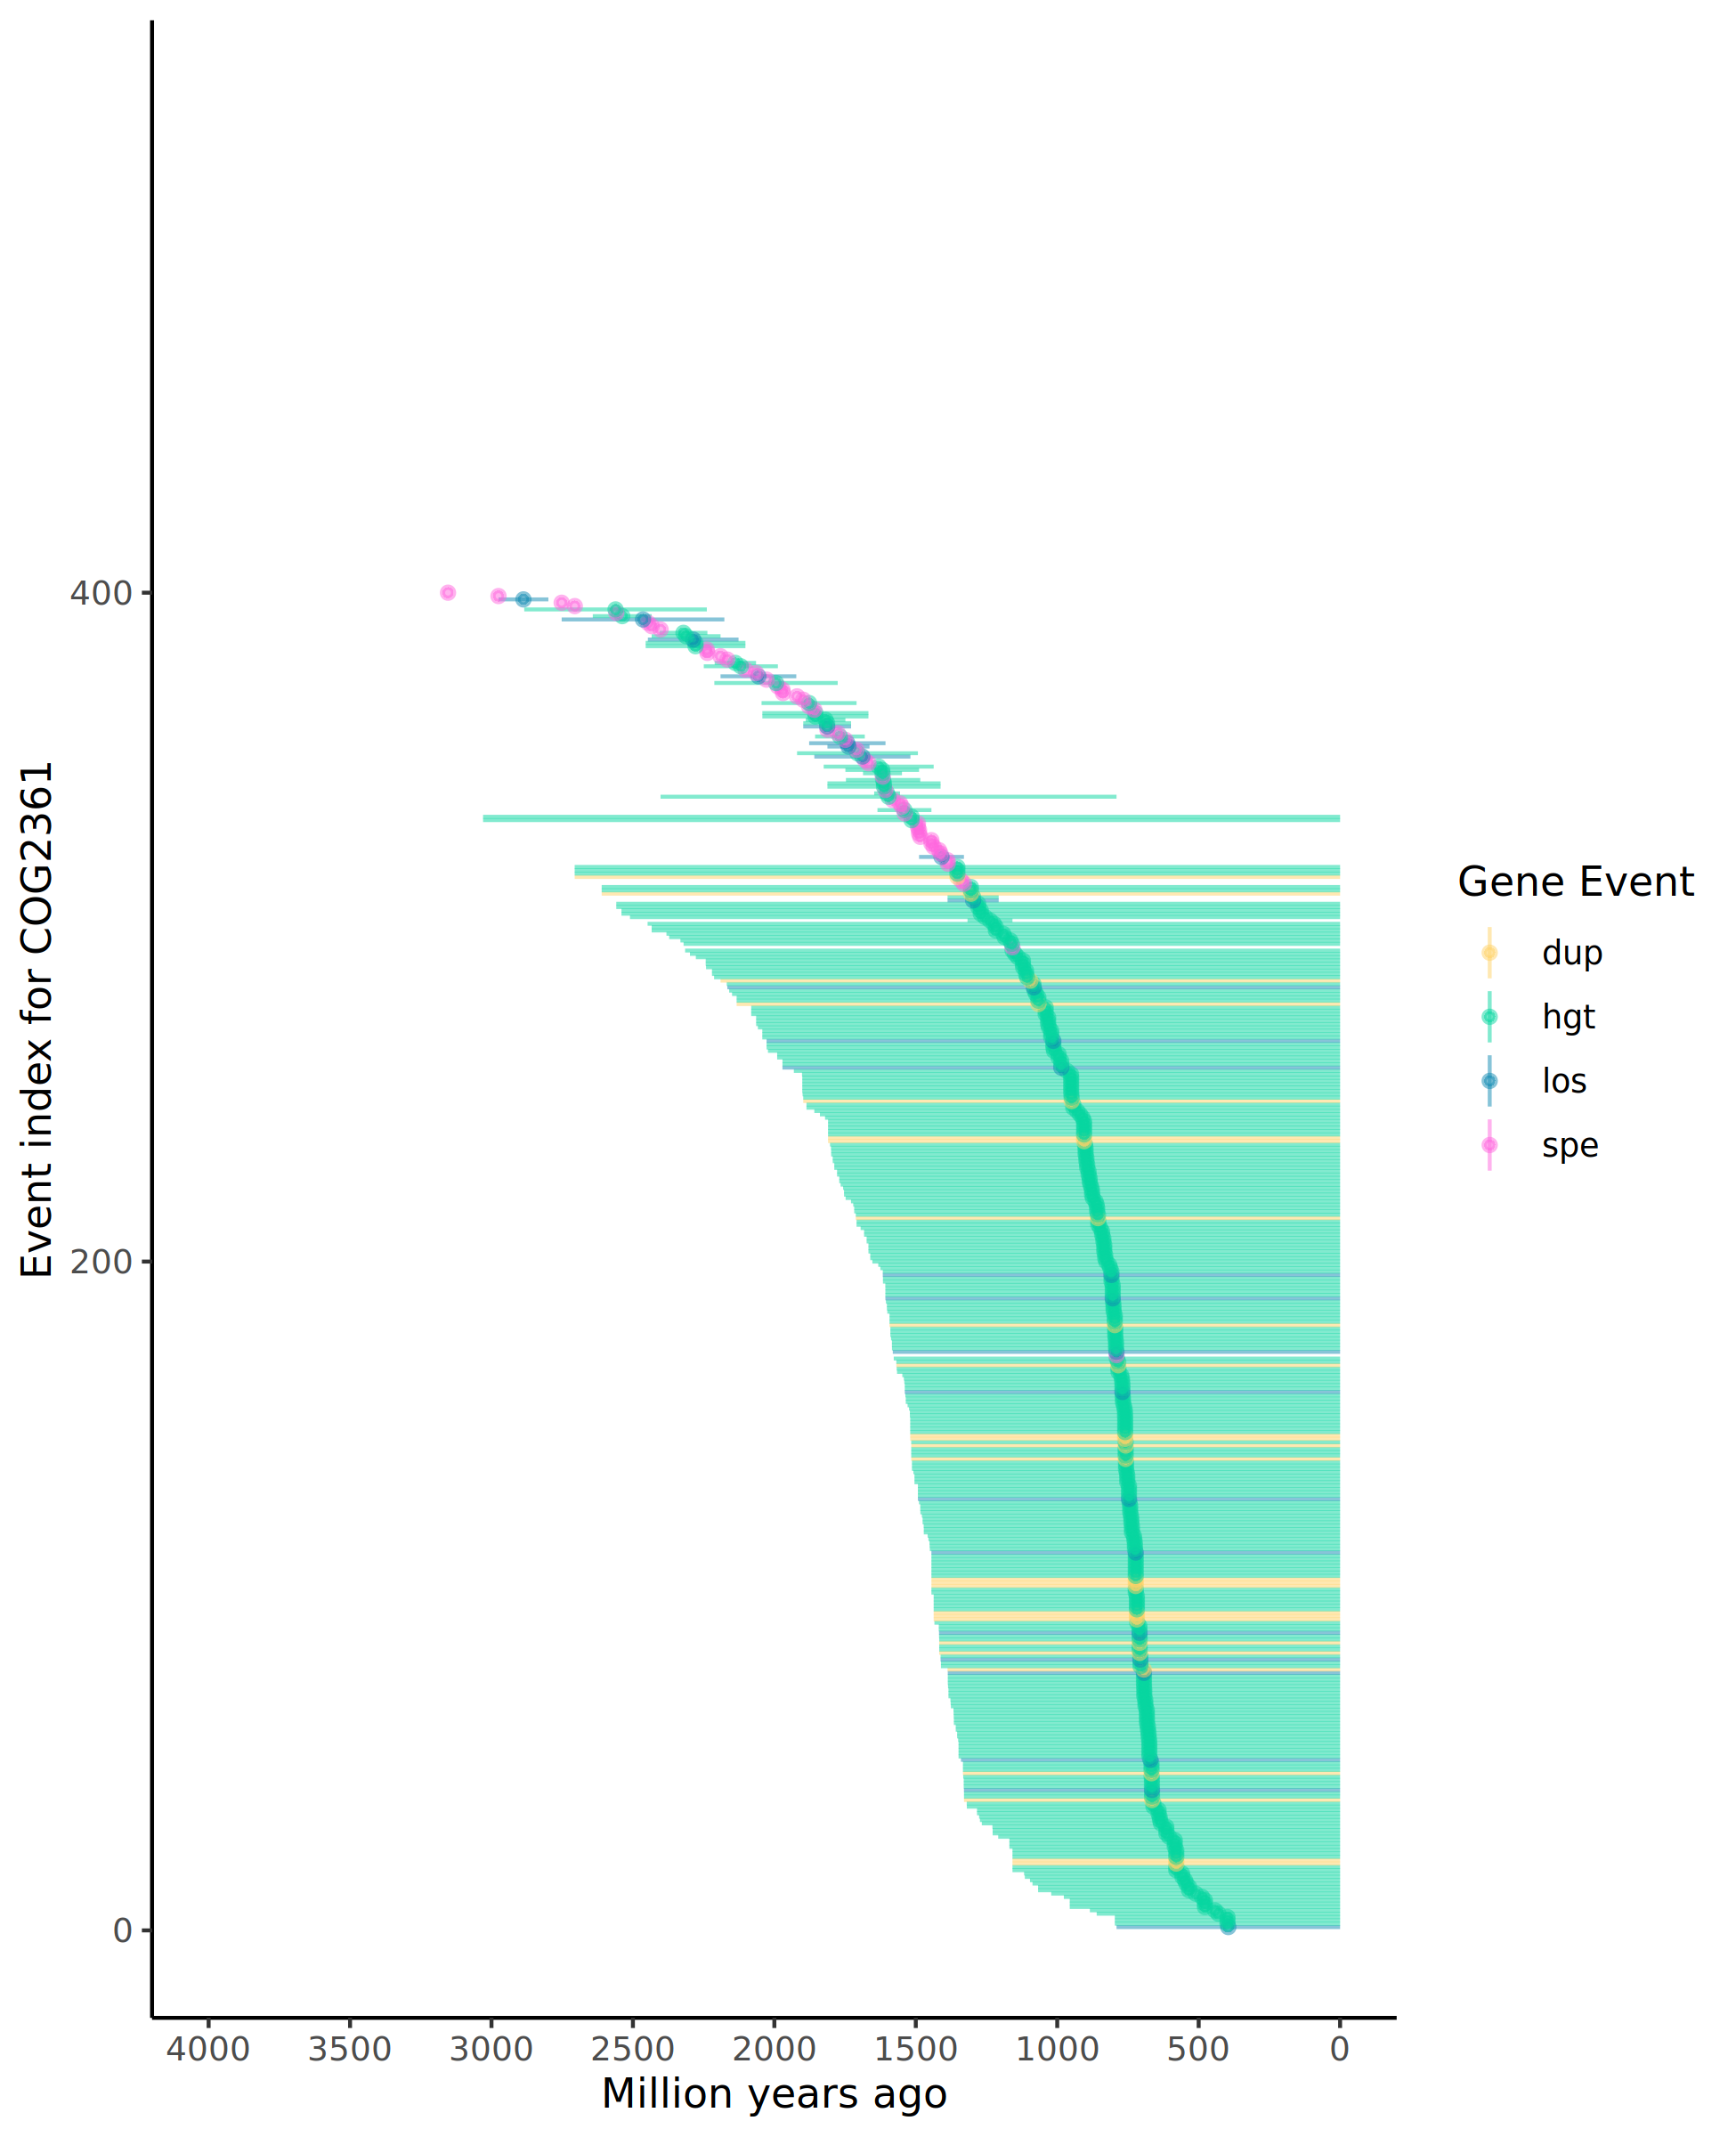 Event index for COG2361
400
200
0
4000 3500 3000 2500 2000 1500 1000 500 0
Million years ago
Gene Event
dup
hgt
los
spe